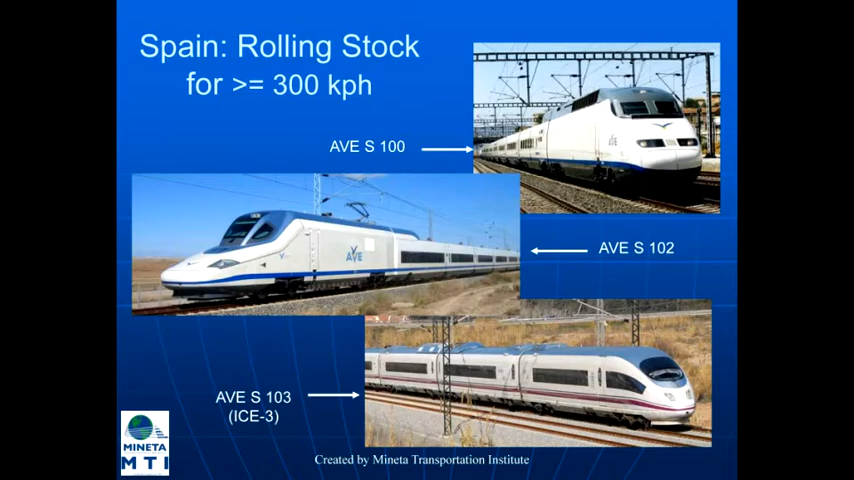 Spain: Rolling Stock
for >= 300 kph
AVE S 100
AVE
AVE S 102
AVE S 103
(ICE-3)
MINETA
MTI
Created by Mineta Transportation Institute